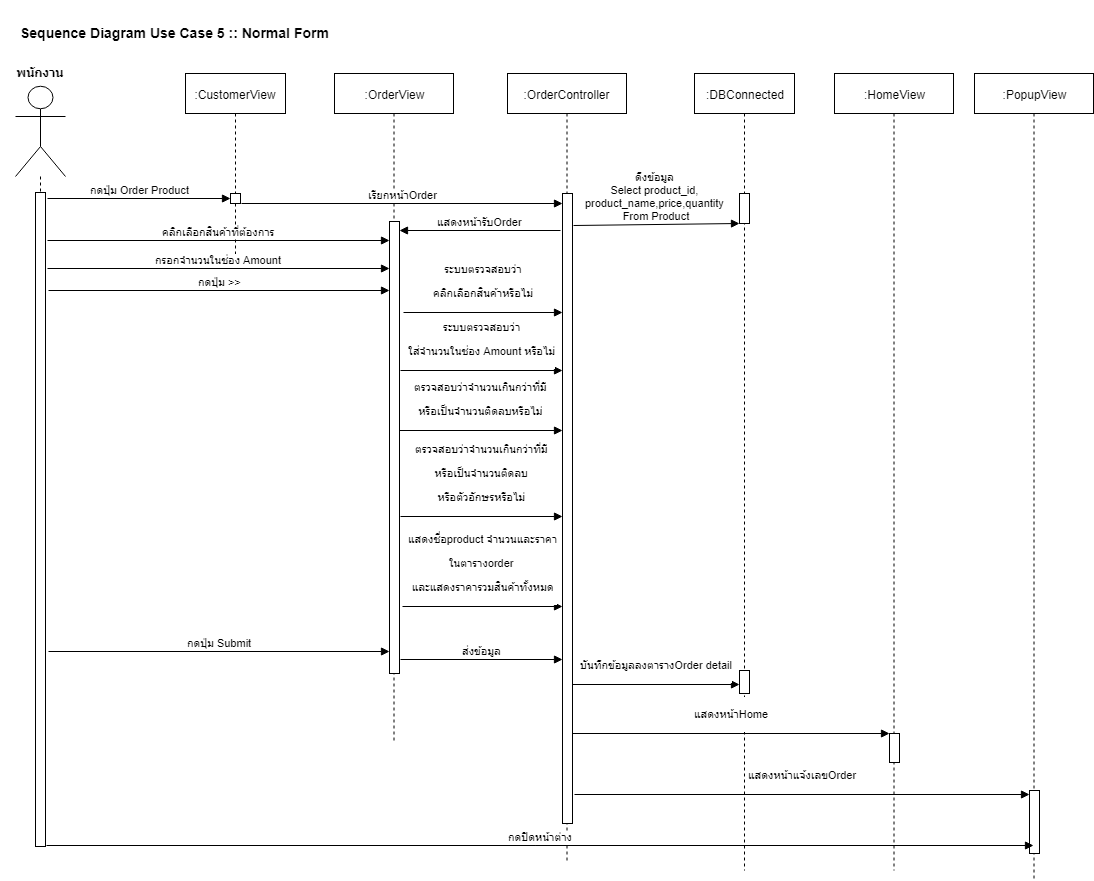 Sequence Diagram Use Case 5 :: Normal Form
พนักงาน
:CustomerView
:OrderView
:OrderController
:DBConnected
:HomeView
:PopupView
กดปุ่ม Order Product
เรียกหน้าOrder
ดึงข้อมูล
Select product_id,
product_name,price,quantity
From Product
แสดงหน้ารับOrder
คลิกเลือกสินค้าที่ต้องการ
กรอกจำนวนในช่อง Amount
กดปุ่ม >>
ระบบตรวจสอบว่า
คลิกเลือกสินค้าหรือไม่
ระบบตรวจสอบว่า
ใส่จำนวนในช่อง Amount หรือไม่
ตรวจสอบว่าจำนวนเกินกว่าที่มี
หรือเป็นจำนวนติดลบหรือไม่
ตรวจสอบว่าจำนวนเกินกว่าที่มี
หรือเป็นจำนวนติดลบ
หรือตัวอักษรหรือไม่
แสดงชื่อproduct จำนวนและราคา
ในตารางorder
และแสดงราคารวมสินค้าทั้งหมด
กดปุ่ม Submit
ส่งข้อมูล
บันทึกข้อมูลลงตารางOrder detail
แสดงหน้าHome
แสดงหน้าแจ้งเลขOrder
กดปิดหน้าต่าง